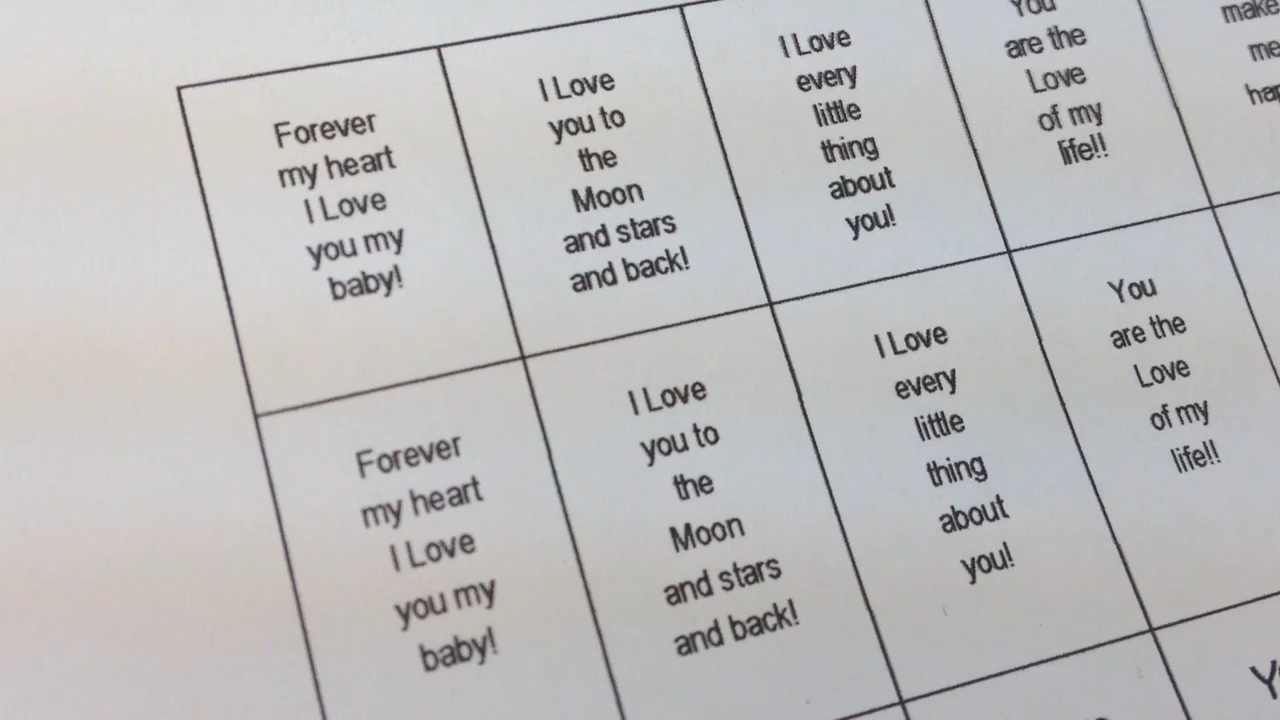 Forever
my heart
I Love
you my
baby!
I Love
you to
the
Moon
and stars
and back!
I Love
every
little
thing
about
you!
You
are the
Love
of my
life!!
make
me
Forever
my heart
I Love
you my
baby!
I Love
you to
the
Moon
and stars
and back!
I Love
every
little
thing
about
you!
You
are the
Love
of my
life!!